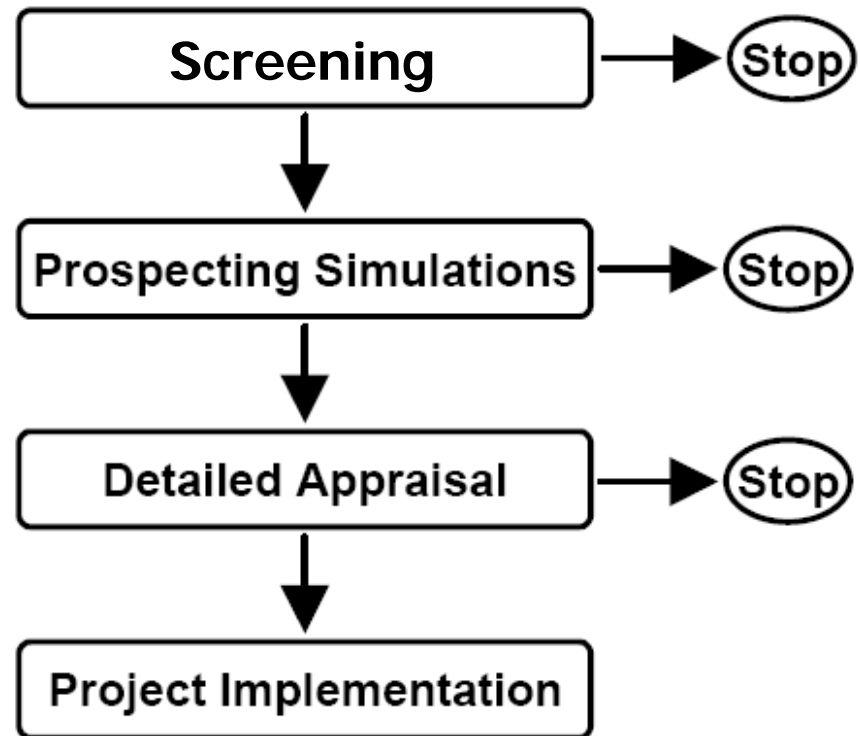 Screening
Stop
Prospecting Simulations
Stop
Detailed Appraisal
Stop
Project Implementation